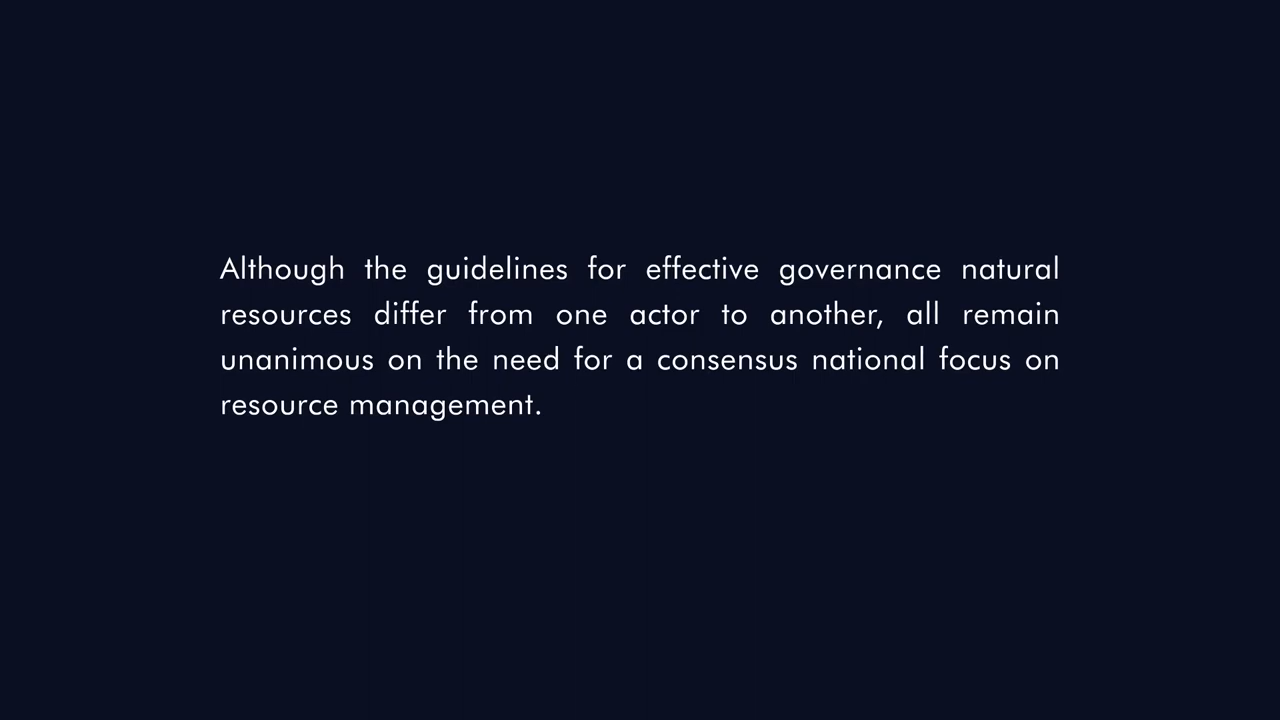 Although the guidelines for effective governance natural
resources differ from one actor to another, all remain
unanimous on the need for a consensus national focus on
resource management.